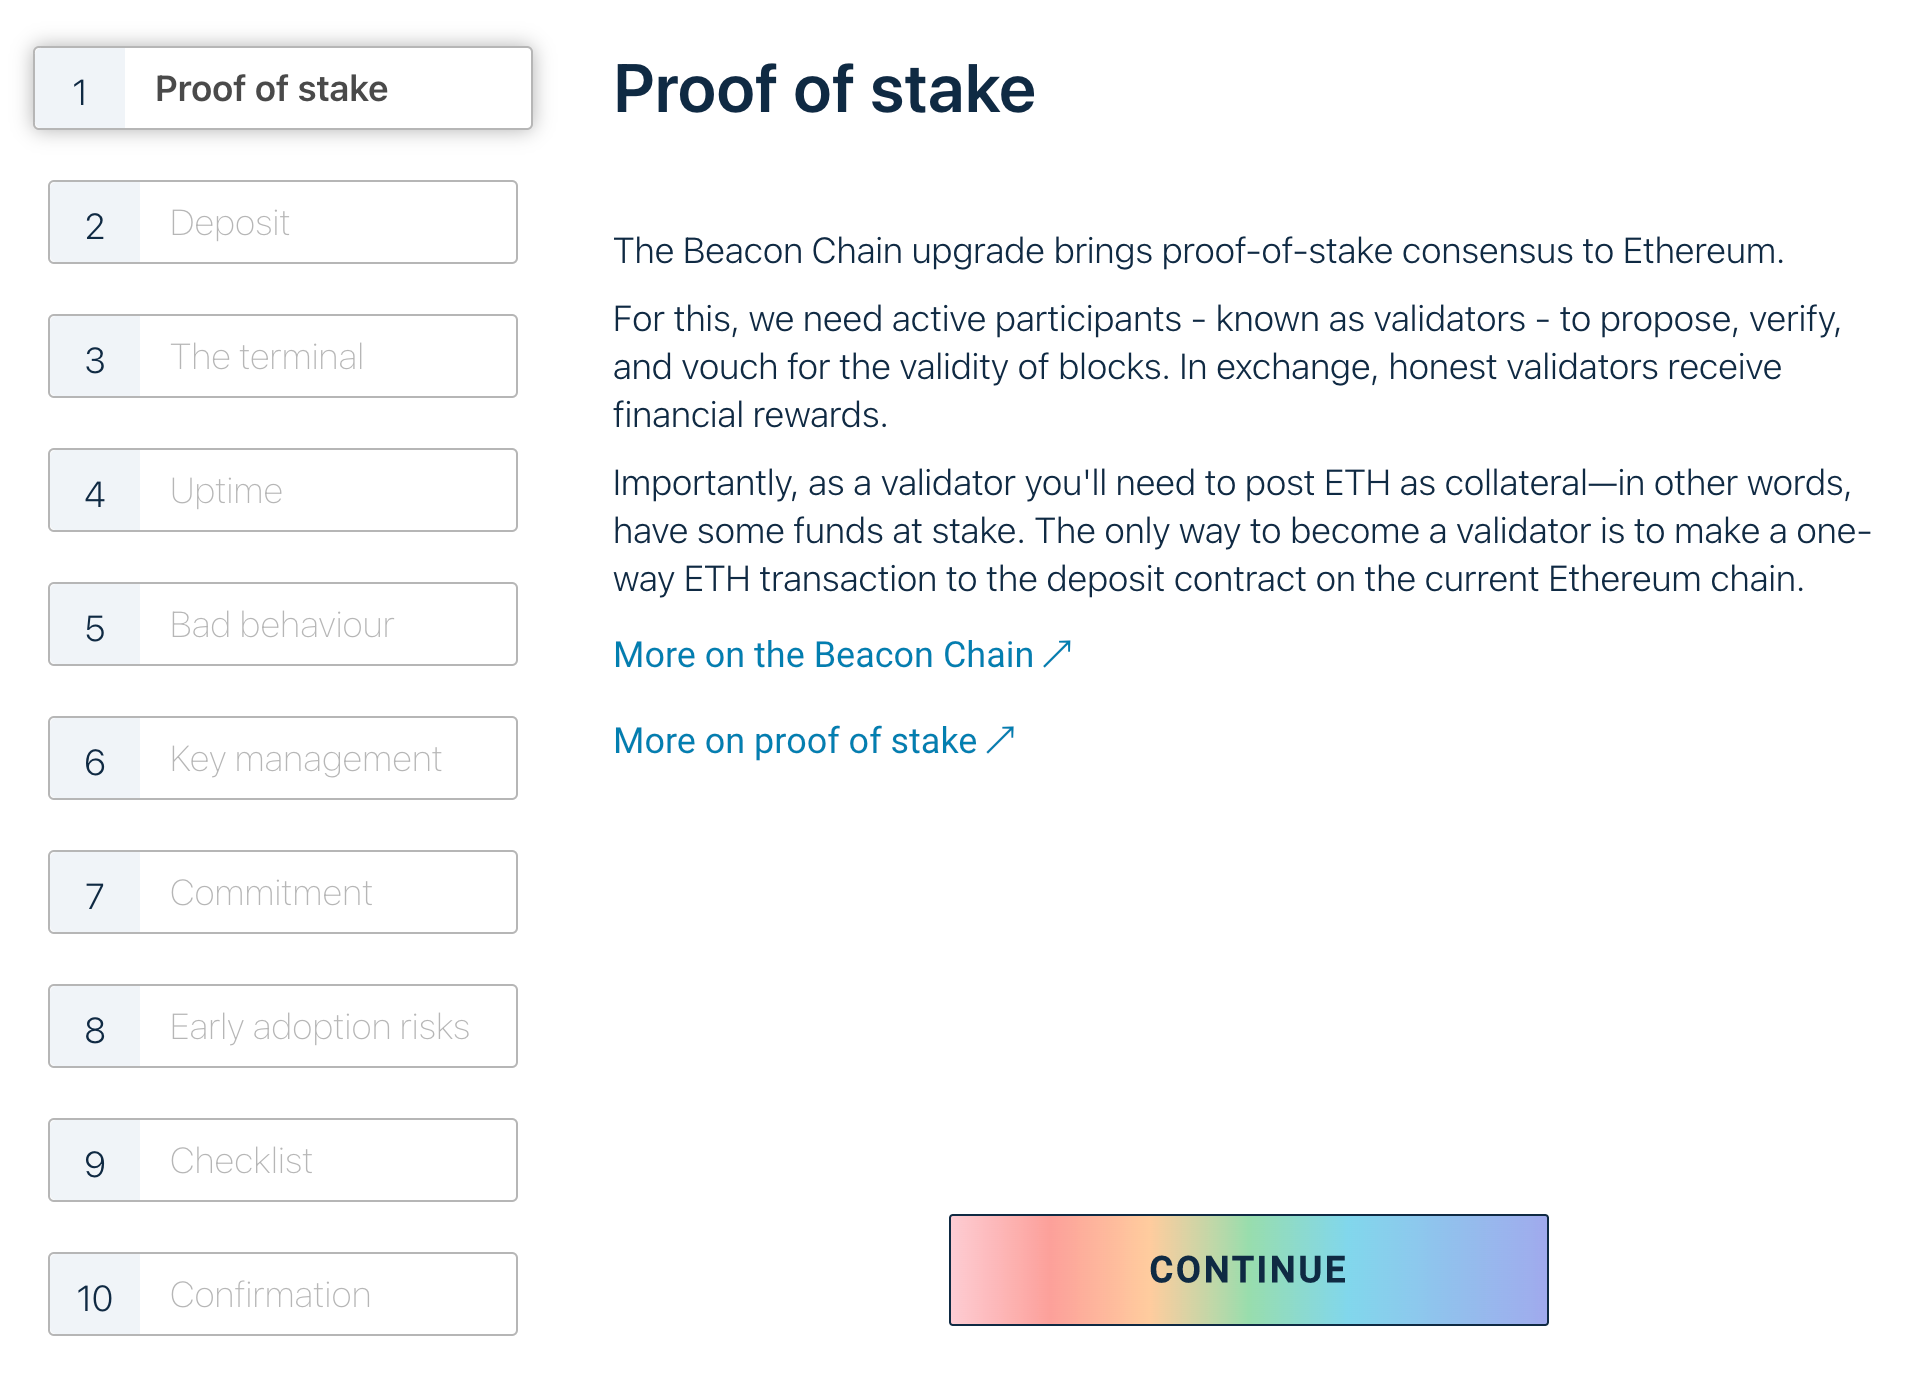 1 Proof of stake
2 Deposit
3 The terminal
4 Uptime
5 Bad behaviour
6 Key management
7 Commitment
8 Early adoption risks
9 Checklist
10 Confirmation
Proof of stake
The Beacon Chain upgrade brings proof-of-stake consensus to Ethereum.
For this, we need active participants - known as validators - to propose, verify,
and vouch for the validity of blocks. In exchange, honest validators receive
financial rewards.
Importantly, as a validator you'll need to post ETH as collateral—in other words,
have some funds at stake. The only way to become a validator is to make a one-
way ETH transaction to the deposit contract on the current Ethereum chain.
More on the Beacon Chain ↗
More on proof of stake ↗
CONTINUE